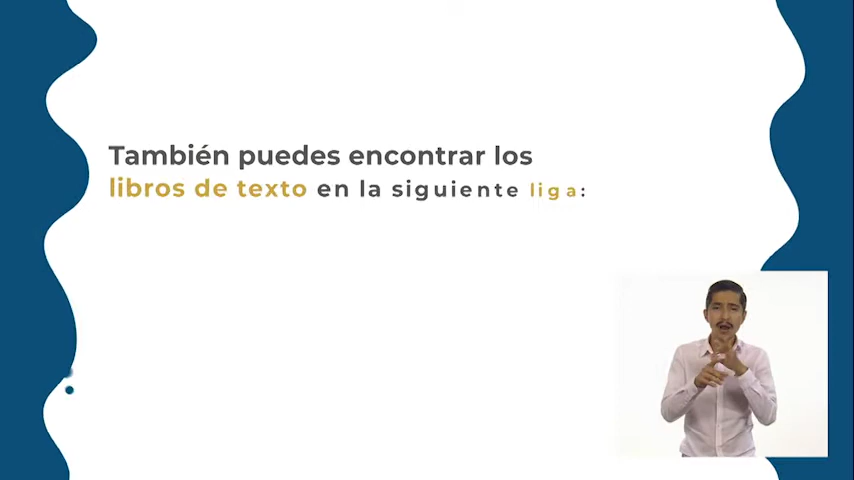 También puedes encontrar los
libros de texto en la siguiente liga: